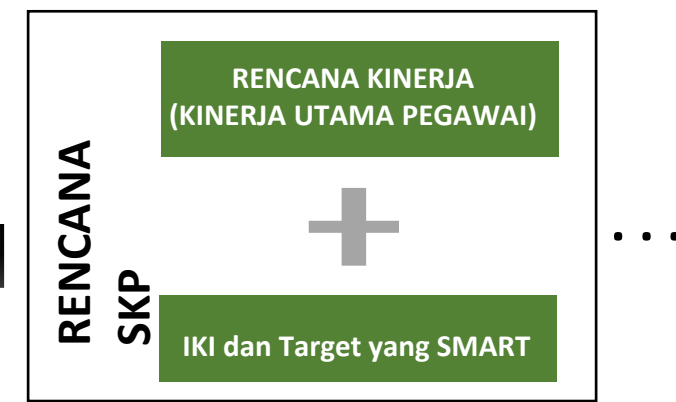 RENCANA
SKP
RENCANA KINERJA
(KINERJA UTAMA PEGAWAI)
IKI dan Target yang SMART